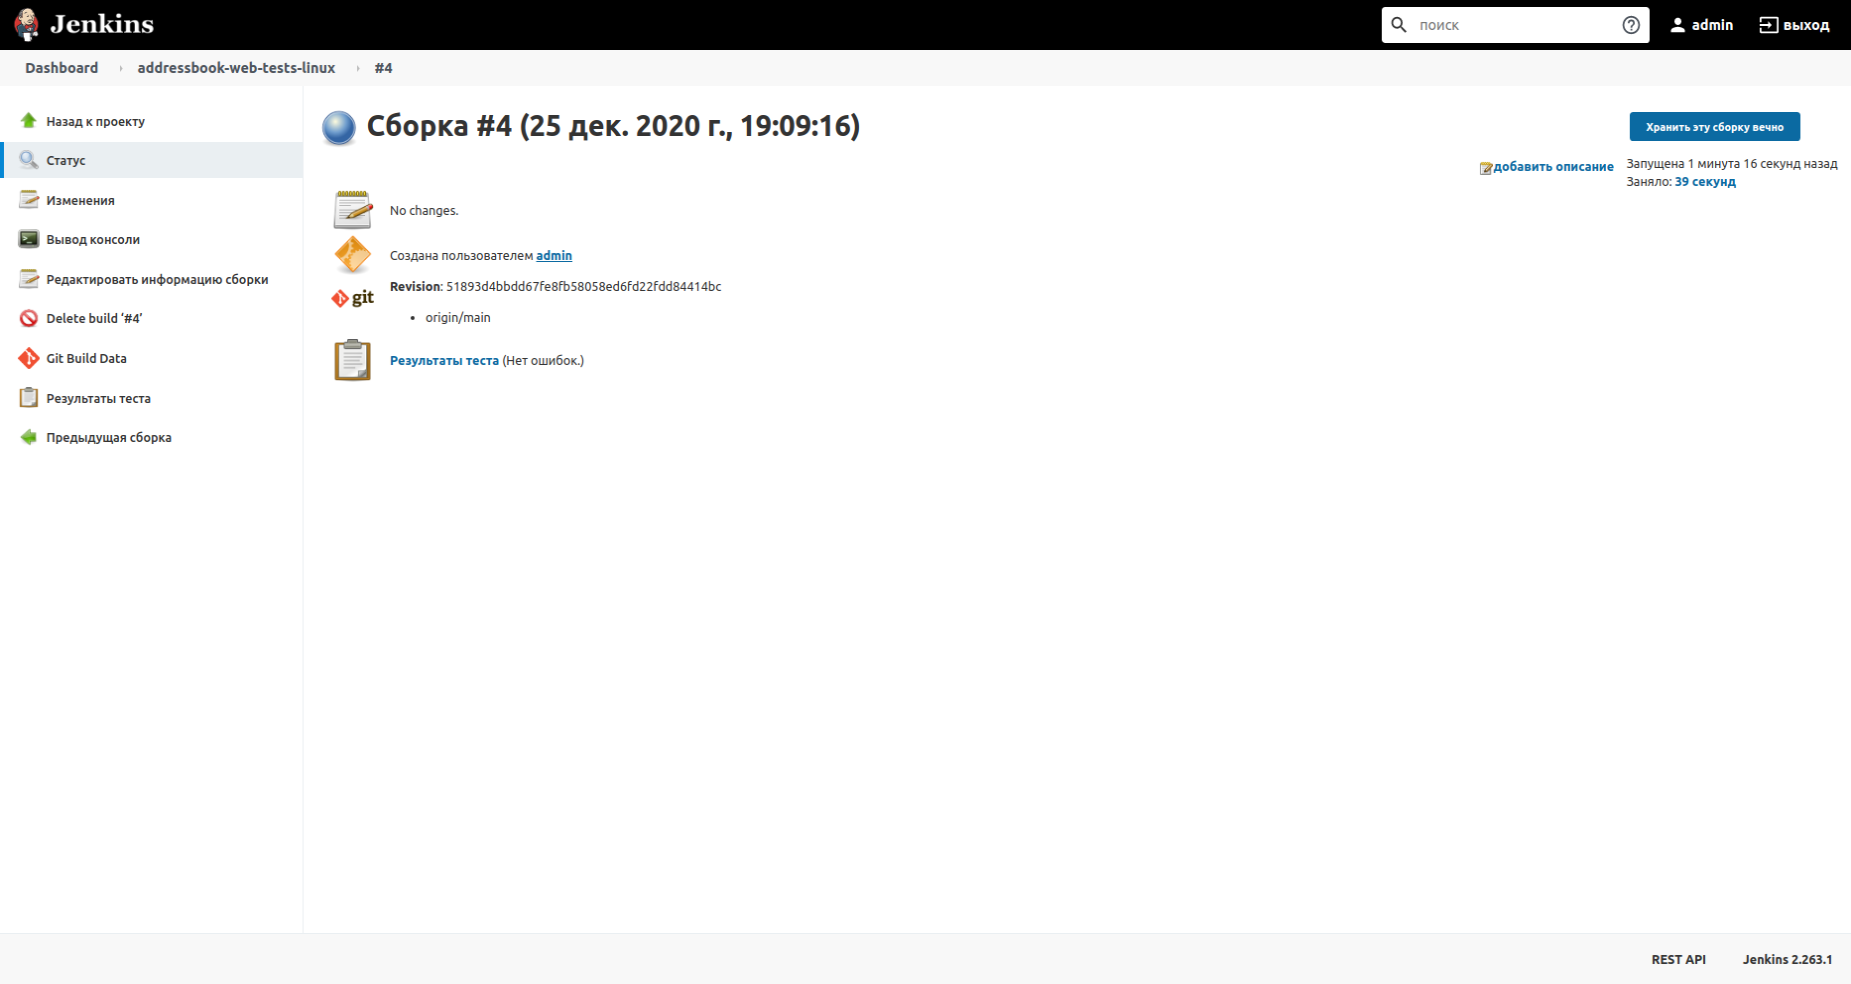 Jenkins
поиск
admin
выход
Dashboard
addressbook-web-tests-linux
#4
Назад к проекту
Статус
Изменения
Вывод консоли
Редактировать информацию сборки
Delete build ‘#4’
Git Build Data
Результаты теста
Предыдущая сборка
Сборка #4 (25 дек. 2020 г., 19:09:16)
Хранить эту сборку вечно
добавить описание
Запущена 1 минута 16 секунд назад
Заняло: 39 секунд
No changes.
Создана пользователем admin
git
Revision: 51893d4bbdd67fe8fb58058ed6fd22fdd84414bc
• origin/main
Результаты теста (Нет ошибок.)
REST API
Jenkins 2.263.1